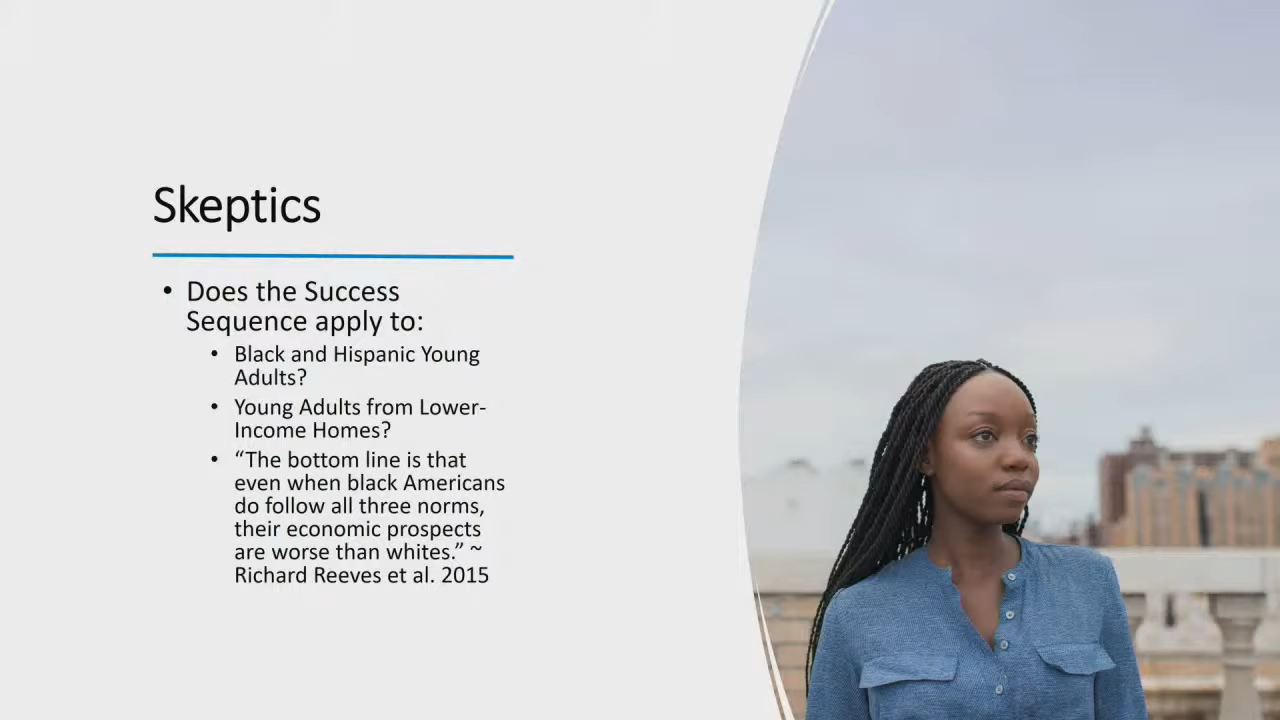 Skeptics
• Does the Success
Sequence apply to:
• Black and Hispanic Young
Adults?
• Young Adults from Lower-
Income Homes?
• “The bottom line is that
even when black Americans
do follow all three norms,
their economic prospects
are worse than whites.” ~
Richard Reeves et al. 2015